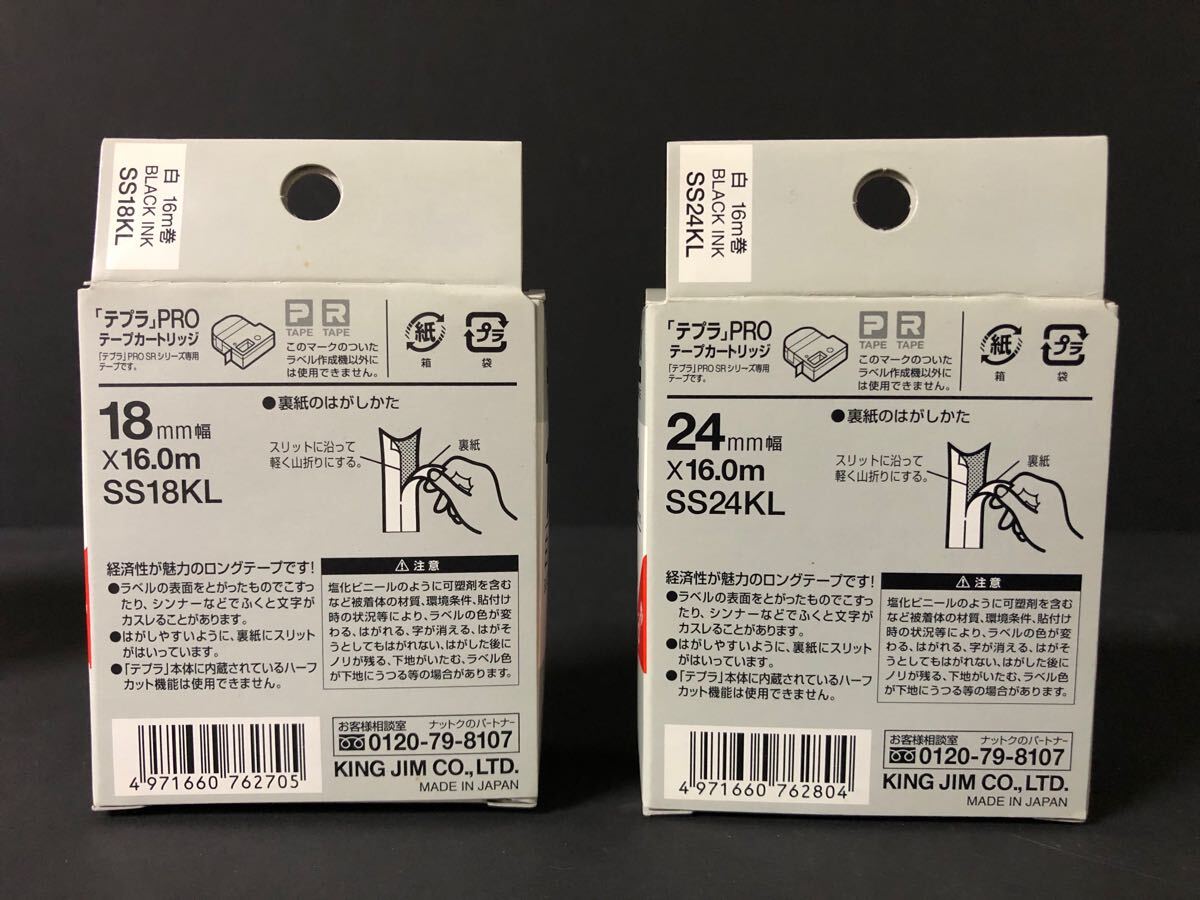 白 16m巻
BLACK INK
SS18KL
「テプラ」PRO
テープカートリッジ
「テプラ」PRO SRシリーズ専用
テープです。
P R
TAPE TAPE
このマークのついた
ラベル作成機以外に
は使用できません。
紙
箱
プラ
袋
18mm幅
X16.0m
SS18KL
●裏紙のはがしかた
スリットに沿って
軽く山折りにする。
裏紙
経済性が魅力のロングテープです!
●ラベルの表面をとがったものでこすっ
たり、シンナーなどでふくと文字が
カスレることがあります。
●はがしやすいように、裏紙にスリット
がはいっています。
●「テプラ」本体に内蔵されているハーフ
カット機能は使用できません。
⚠注意
塩化ビニールのように可塑剤を含む
など被着体の材質、環境条件、貼付け
時の状況等により、ラベルの色が変
わる、はがれる、字が消える、はがそ
うとしてもはがれない、はがした後に
ノリが残る、下地がいたむ、ラベル色
が下地にうつる等の場合があります。
4 971660 762705
お客様相談室 ナットクのパートナー
0120-79-8107
KING JIM CO.,LTD.
MADE IN JAPAN
白 16m巻
BLACK INK
SS24KL
「テプラ」PRO
テープカートリッジ
「テプラ」PRO SRシリーズ専用
テープです。
P R
TAPE TAPE
このマークのついた
ラベル作成機以外に
は使用できません。
紙
箱
プラ
袋
24mm幅
X16.0m
SS24KL
●裏紙のはがしかた
スリットに沿って
軽く山折りにする。
裏紙
経済性が魅力のロングテープです!
●ラベルの表面をとがったものでこすっ
たり、シンナーなどでふくと文字が
カスレることがあります。
●はがしやすいように、裏紙にスリット
がはいっています。
●「テプラ」本体に内蔵されているハーフ
カット機能は使用できません。
⚠注意
塩化ビニールのように可塑剤を含む
など被着体の材質、環境条件、貼付け
時の状況等により、ラベルの色が変
わる、はがれる、字が消える、はがそ
うとしてもはがれない、はがした後に
ノリが残る、下地がいたむ、ラベル色
が下地にうつる等の場合があります。
4 971660 762804
お客様相談室 ナットクのパートナー
0120-79-8107
KING JIM CO.,LTD.
MADE IN JAPAN